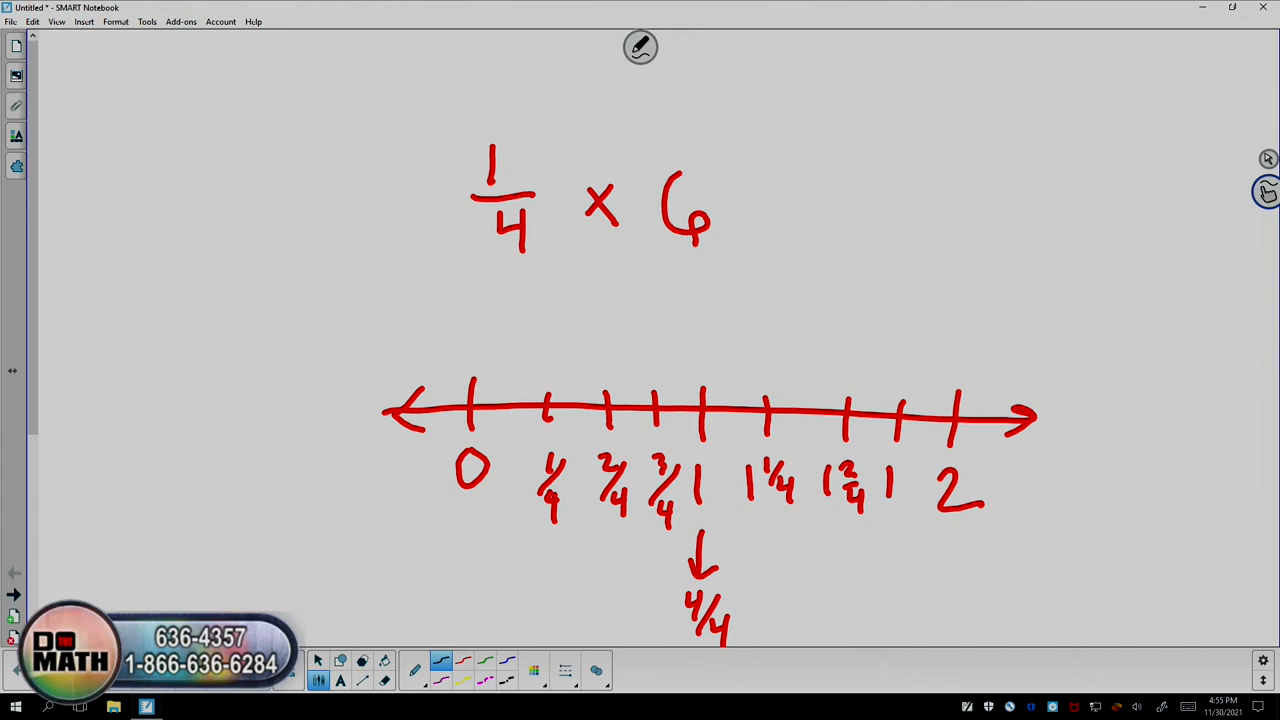 Untitled * - SMART Notebook
File Edit View Insert Format Tools Add-ons Account Help
1/4 × 6
0 1/4 2/4 3/4 1 1 1/4 1 2/4 1 2
4/4
DO THE MATH
636-4357
1-866-636-6284
4:55 PM
11/30/2021